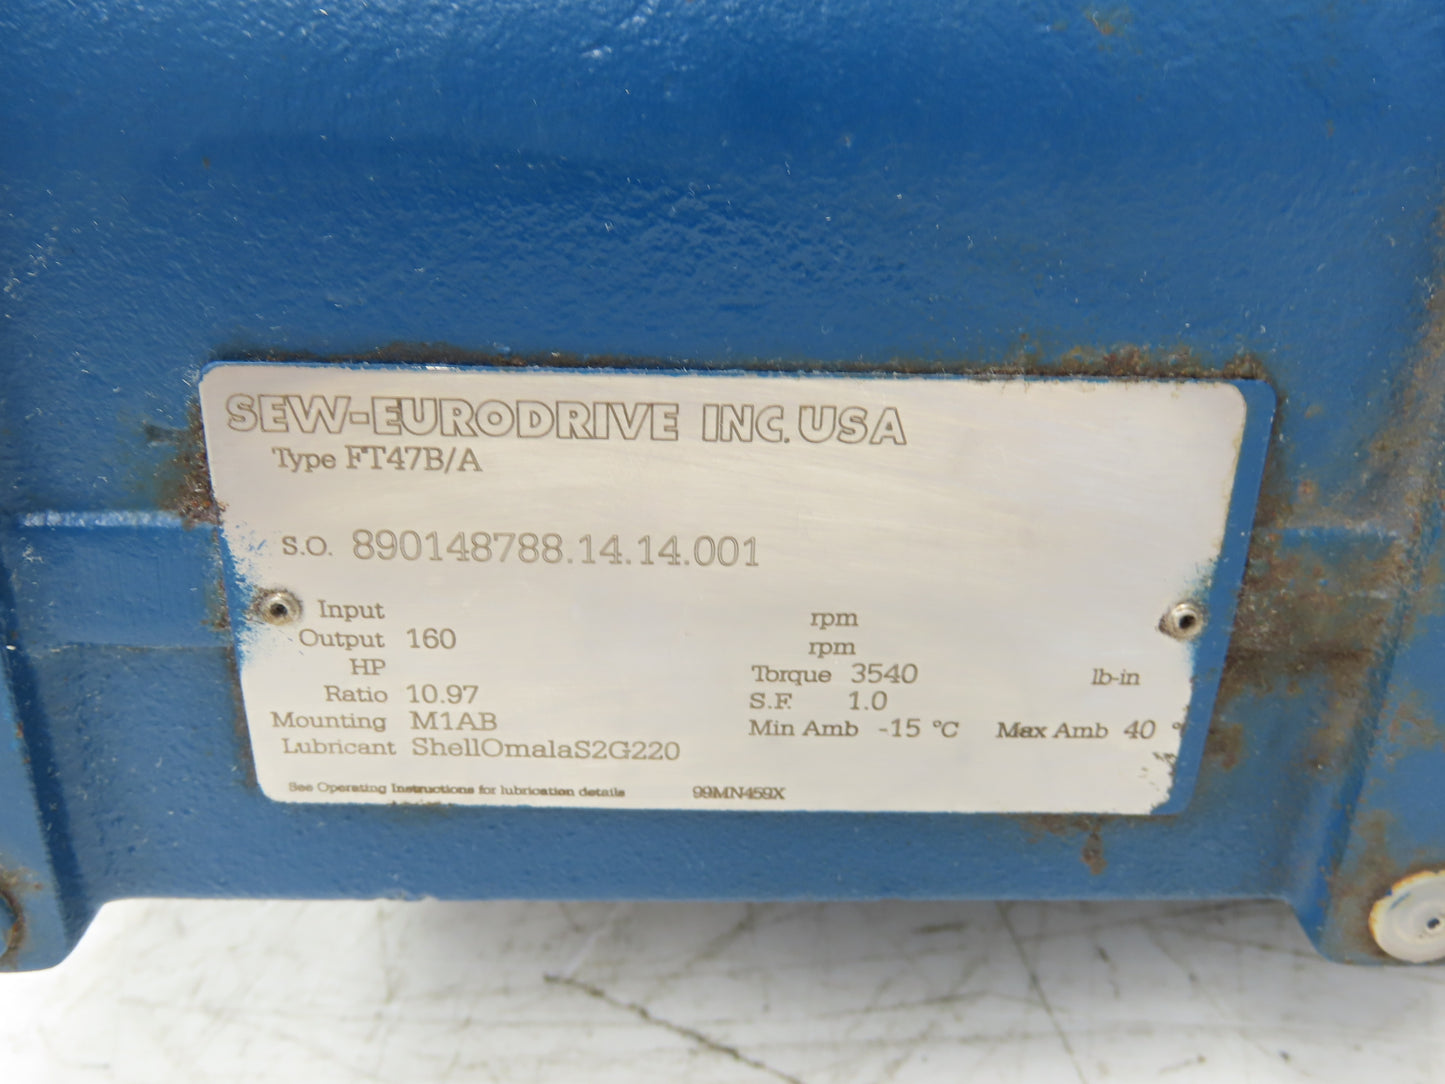 SEW-EURODRIVE INC. USA
Type FT47B/A
S.O. 890148788.14.14.001
Input rpm
Output 160 rpm
HP Torque 3540 lb-in
Ratio 10.97 S.F. 1.0
Mounting M1AB Min Amb -15 °C Max Amb 40 °
Lubricant ShellOmalaS2G220
See Operating Instructions for lubrication details 99MN459X